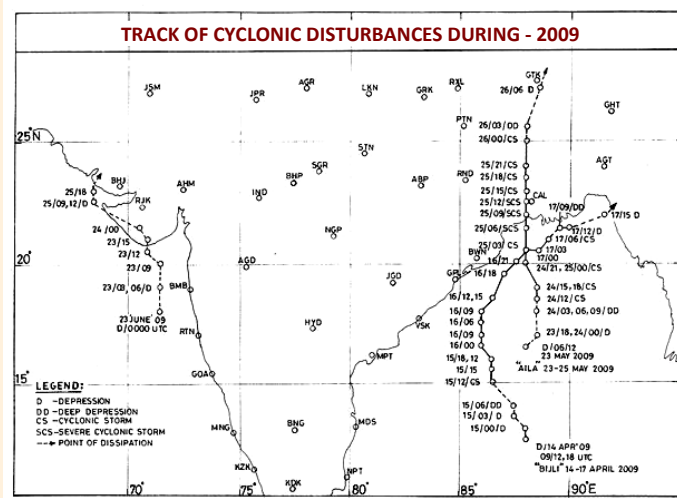 TRACK OF CYCLONIC DISTURBANCES DURING - 2009
JSM
JPR
AGR
LKN
GRK
RXL
GTK
26/06 D
GHT
25°N
PTN
26/03/DD
26/00/CS
STN
SGR
BHJ
AHM
IND
BHP
ABP
RND
25/21/CS
25/18/CS
25/15/CS
25/12/SCS
CAL
25/09/SCS
AGT
25/18
25/09,12/D
RJK
17/09/DD
17/15 D
17/12/D
25/06/SCS
17/06/CS
24/00
23/15
23/12
23/09
NGP
25/03/CS
17/03
17/00
24/21, 25/00/CS
BWN
16/21
16/18
20°
AGD
JGD
GPL
23/03, 06/D
BMB
24/15,18/CS
24/12/CS
24/03, 06, 09/DD
16/12,15
16/09
16/06
16/09
16/00
23 JUNE' 09
D/0000 UTC
RTN
HYD
VSK
23/18, 24/00/D
D/06/12
23 MAY 2009
"AILA" 23-25 MAY 2009
MPT
15/18, 12
15/15
15/12/CS
15°
GOA
LEGEND:
D - DEPRESSION
DD - DEEP DEPRESSION
CS - CYCLONIC STORM
SCS-SEVERE CYCLONIC STORM
POINT OF DISSIPATION
15/06/DD
15/03/D
15/00/D
MNG
BNG
MDS
D/14 APR'09
09/12,18 UTC
"BIJLI" 14-17 APRIL 2009
KZK
KDK
NPT
70°
75°
80°
85°
90°E